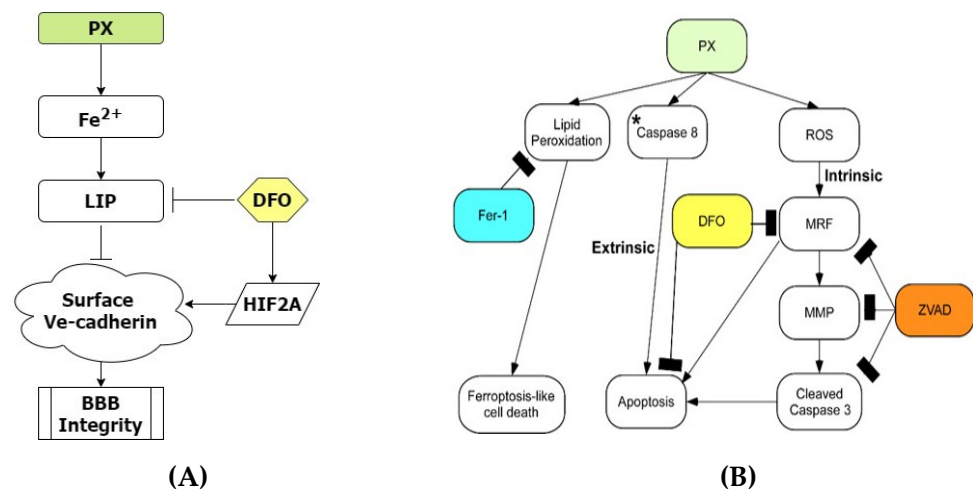 PX
Fe²⁺
LIP
DFO
Surface
Ve-cadherin
HIF2A
BBB
Integrity
(A)
PX
Lipid
Peroxidation
* Caspase 8
ROS
Intrinsic
Fer-1
DFO
MRF
Extrinsic
MMP
ZVAD
Ferroptosis-like
cell death
Apoptosis
Cleaved
Caspase 3
(B)